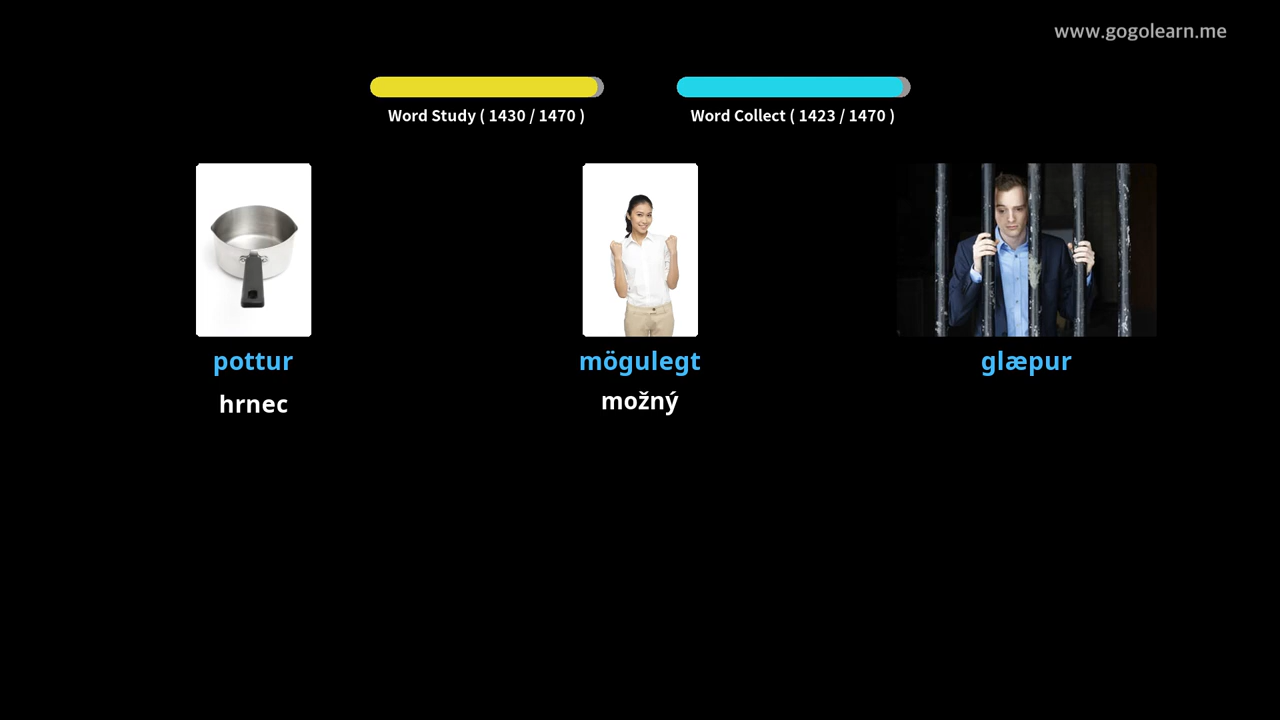 www.gogolearn.me
Word Study ( 1430 / 1470 )
Word Collect ( 1423 / 1470 )
pottur
mögulegt
glæpur
hrnec
možný